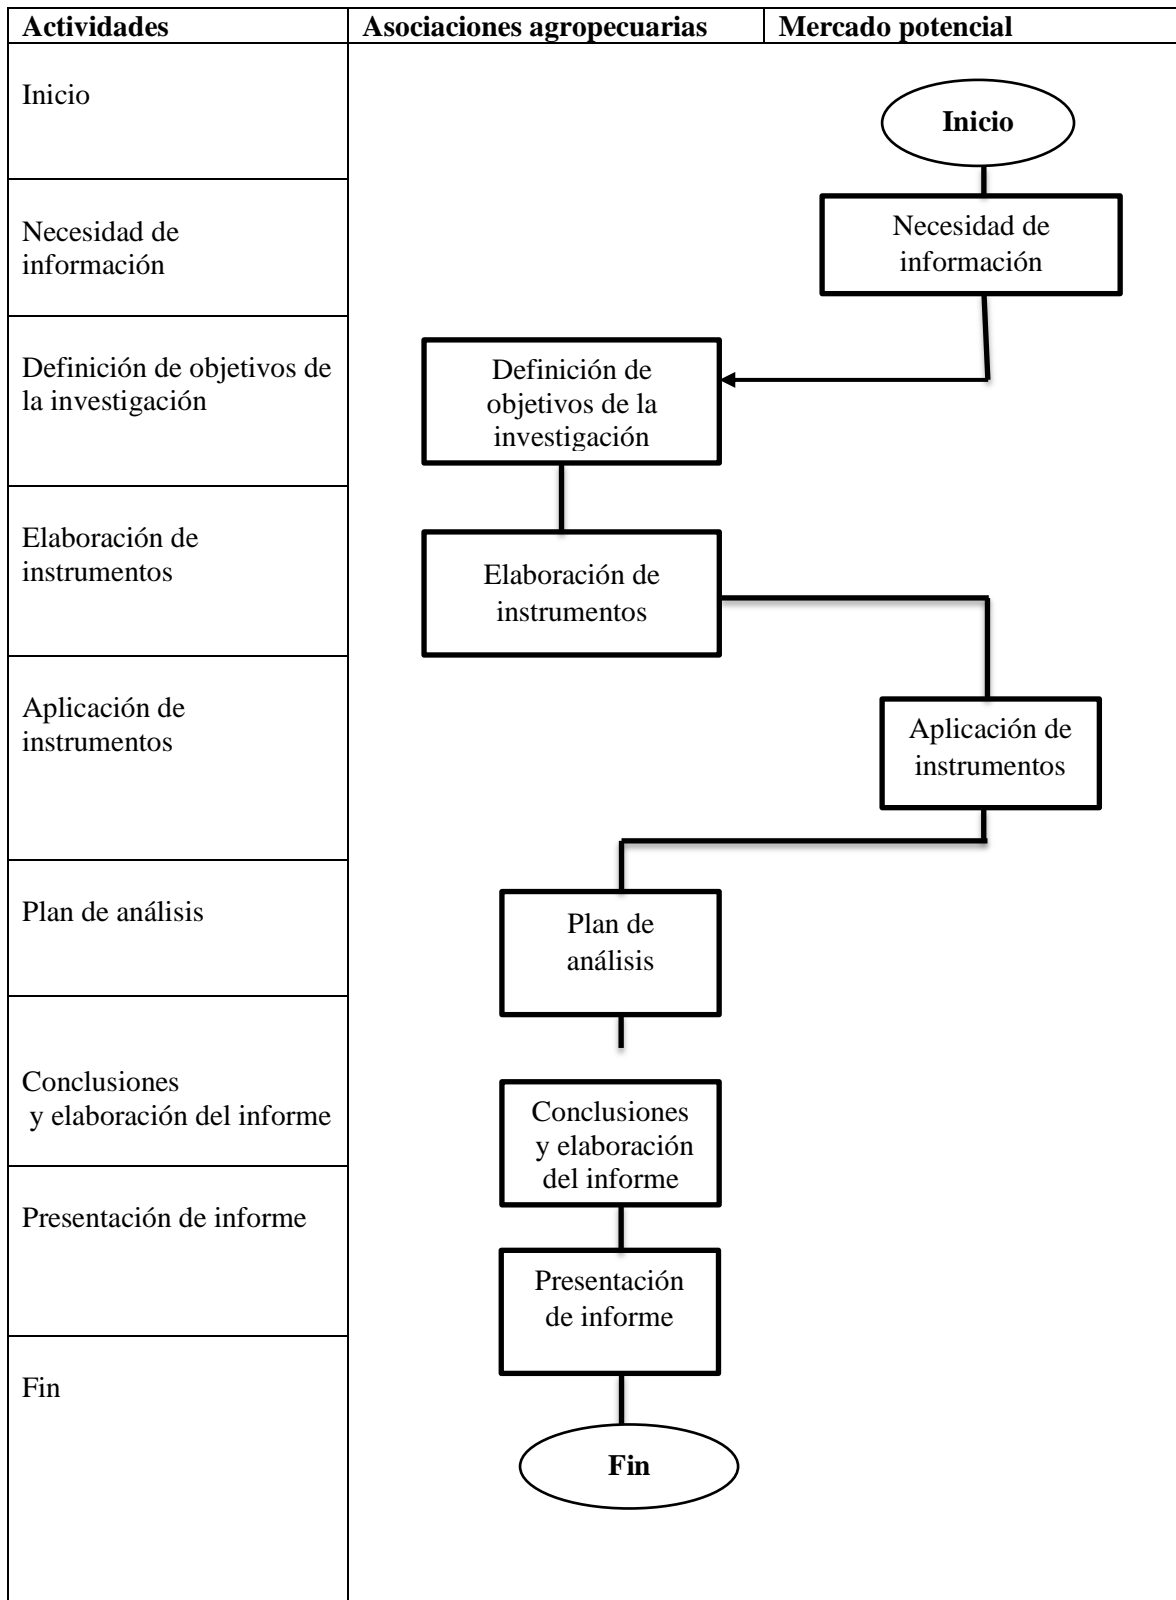 Actividades
Asociaciones agropecuarias
Mercado potencial
Inicio
Inicio
Necesidad de
información
Necesidad de
información
Definición de objetivos de
la investigación
Definición de
objetivos de la
investigación
Elaboración de
instrumentos
Elaboración de
instrumentos
Aplicación de
instrumentos
Aplicación de
instrumentos
Plan de análisis
Plan de
análisis
Conclusiones
y elaboración del informe
Conclusiones
y elaboración
del informe
Presentación de informe
Presentación
de informe
Fin
Fin